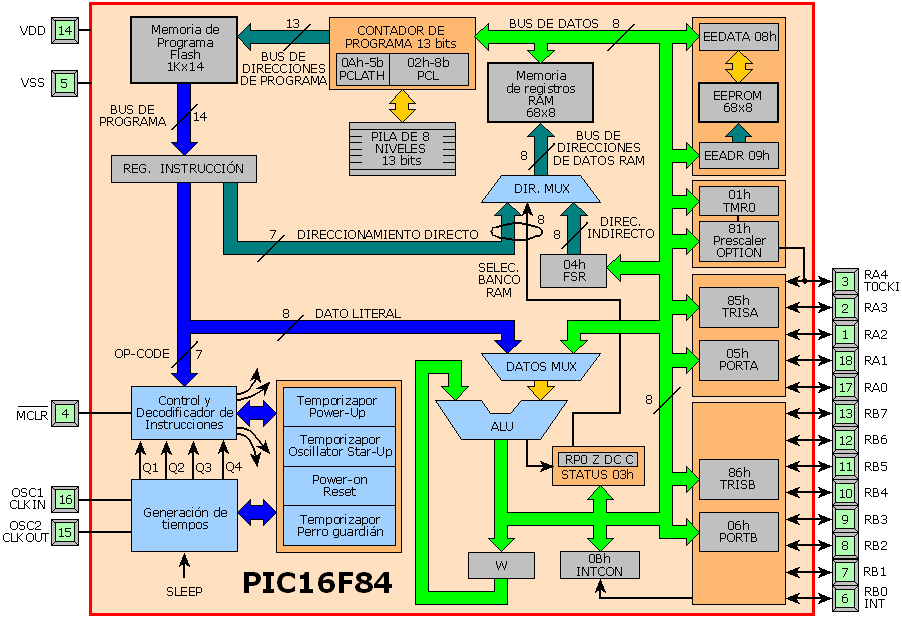 VDD
14
VSS
5
Memoria de
Programa
Flash
1Kx14
13
BUS DE
DIRECCIONES
DE PROGRAMA
CONTADOR
DE PROGRAMA 13 bits
0Ah-5b
PCLATH
02h-8b
PCL
PILA DE 8
NIVELES
13 bits
BUS DE DATOS
8
Memoria
de registros
RAM
68x8
8
BUS DE
DIRECCIONES
DE DATOS RAM
EEDATA 08h
EEPROM
68x8
EEADR 09h
BUS DE
PROGRAMA
14
REG. INSTRUCCIÓN
DIR. MUX
7
DIRECCIONAMIENTO DIRECTO
8
8
DIREC.
INDIRECTO
04h
FSR
SELEC.
BANCO
RAM
01h
TMR0
81h
Prescaler
OPTION
8
DATO LITERAL
OP-CODE
7
DATOS MUX
ALU
8
85h
TRISA
05h
PORTA
86h
TRISB
06h
PORTB
MCLR
4
Control y
Decodificador de
Instrucciones
Q1
Q2
Q3
Q4
OSC1
CLKIN
16
OSC2
CLKOUT
15
Generación de
tiempos
SLEEP
Temporizapor
Power-Up
Temporizapor
Oscillator Star-Up
Power-on
Reset
Temporizapor
Perro guardián
RP0 Z DC C
STATUS 03h
W
0Bh
INTCON
PIC16F84
3
RA4
T0CKI
2
RA3
1
RA2
18
RA1
17
RA0
13
RB7
12
RB6
11
RB5
10
RB4
9
RB3
8
RB2
7
RB1
6
RB0
INT